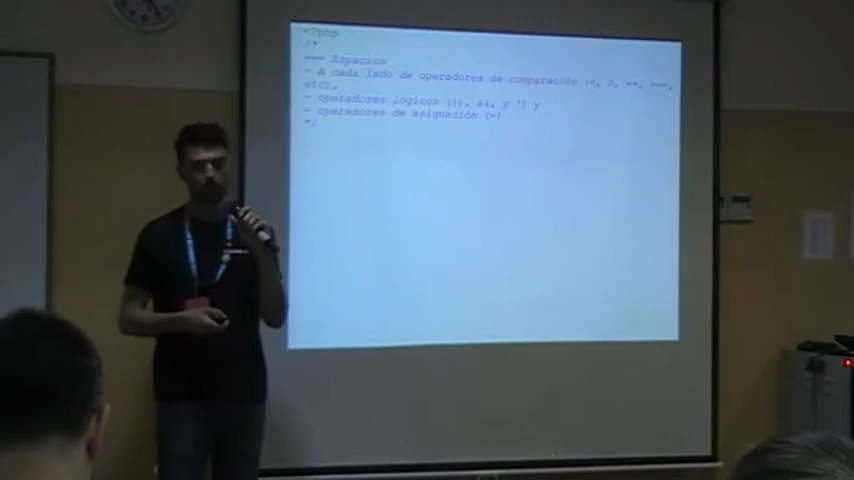 <?php
/*
=== Espacios
- A cada lado de operadores de comparación (<, >, ==, ===,
etc),
- operadores lógicos (||, &&, y !) y
- operadores de asignación (=)
*/